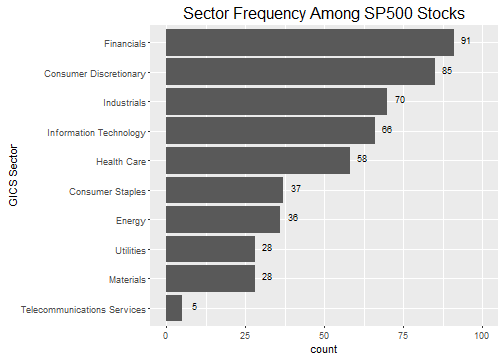 Sector Frequency Among SP500 Stocks
GICS Sector
Financials 91
Consumer Discretionary 85
Industrials 70
Information Technology 66
Health Care 58
Consumer Staples 37
Energy 36
Utilities 28
Materials 28
Telecommunications Services 5
0 25 50 75 100
count